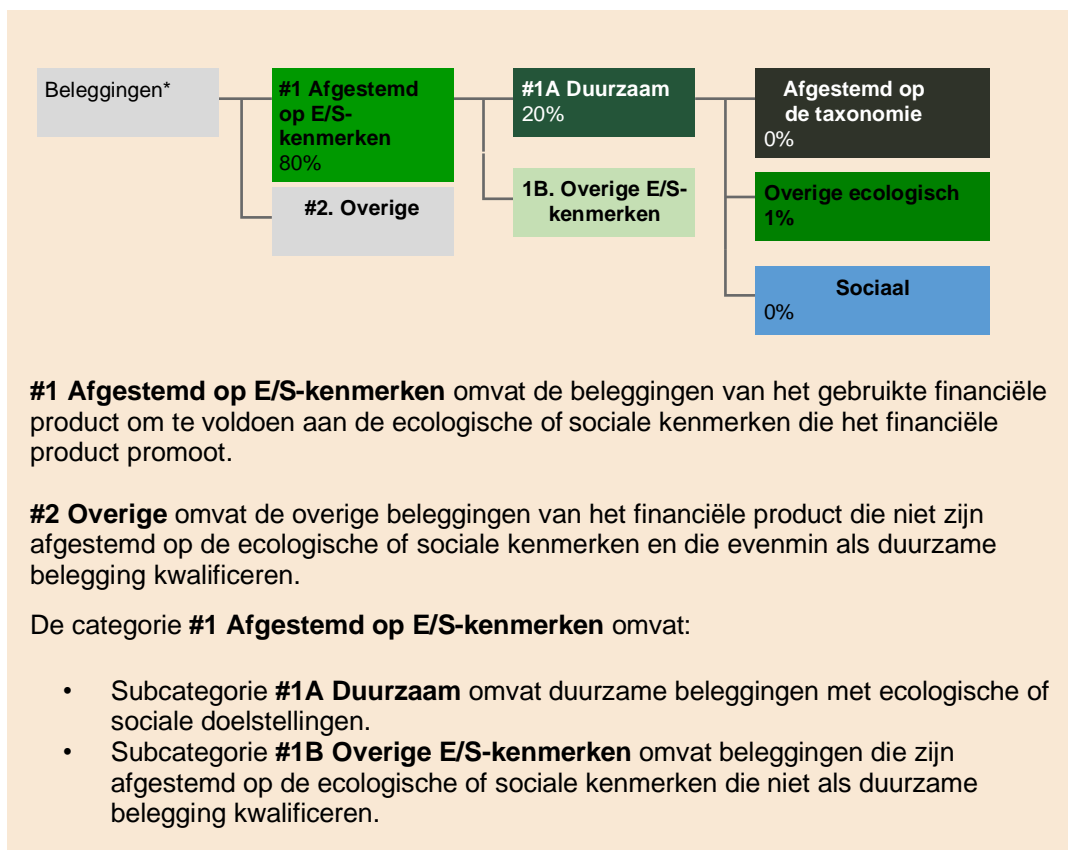 Beleggingen*
#1 Afgestemd
op E/S-
kenmerken
80%
#2. Overige
#1A Duurzaam
20%
1B. Overige E/S-
kenmerken
Afgestemd op
de taxonomie
0%
Overige ecologisch
1%
Sociaal
0%
#1 Afgestemd op E/S-kenmerken omvat de beleggingen van het gebruikte financiële
product om te voldoen aan de ecologische of sociale kenmerken die het financiële
product promoot.
#2 Overige omvat de overige beleggingen van het financiële product die niet zijn
afgestemd op de ecologische of sociale kenmerken en die evenmin als duurzame
belegging kwalificeren.
De categorie #1 Afgestemd op E/S-kenmerken omvat:
• Subcategorie #1A Duurzaam omvat duurzame beleggingen met ecologische of
sociale doelstellingen.
• Subcategorie #1B Overige E/S-kenmerken omvat beleggingen die zijn
afgestemd op de ecologische of sociale kenmerken die niet als duurzame
belegging kwalificeren.